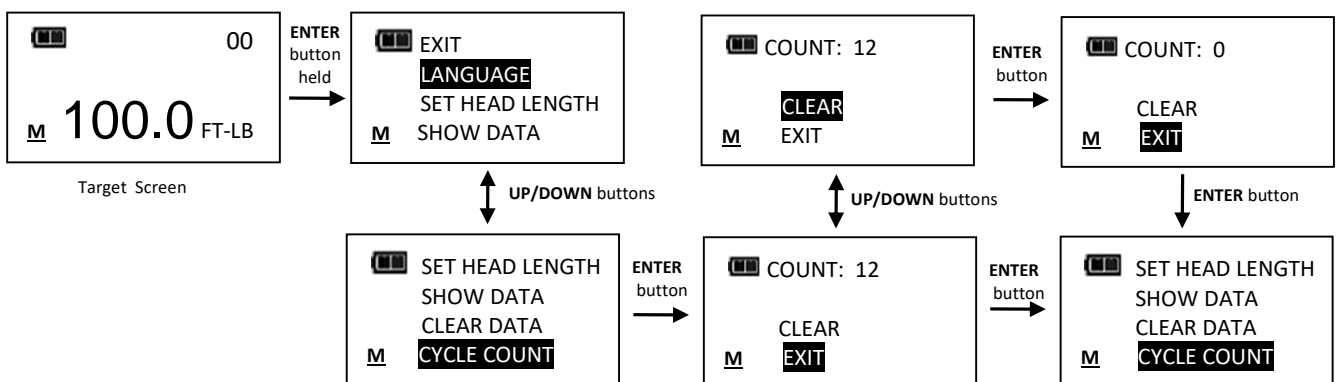 00
M 100.0 FT-LB
Target Screen
ENTER
button
held
EXIT
LANGUAGE
SET HEAD LENGTH
M SHOW DATA
UP/DOWN buttons
SET HEAD LENGTH
SHOW DATA
CLEAR DATA
M CYCLE COUNT
ENTER
button
COUNT: 12
CLEAR
M EXIT
UP/DOWN buttons
COUNT: 12
CLEAR
M EXIT
ENTER
button
COUNT: 0
CLEAR
M EXIT
ENTER button
ENTER
button
SET HEAD LENGTH
SHOW DATA
CLEAR DATA
M CYCLE COUNT